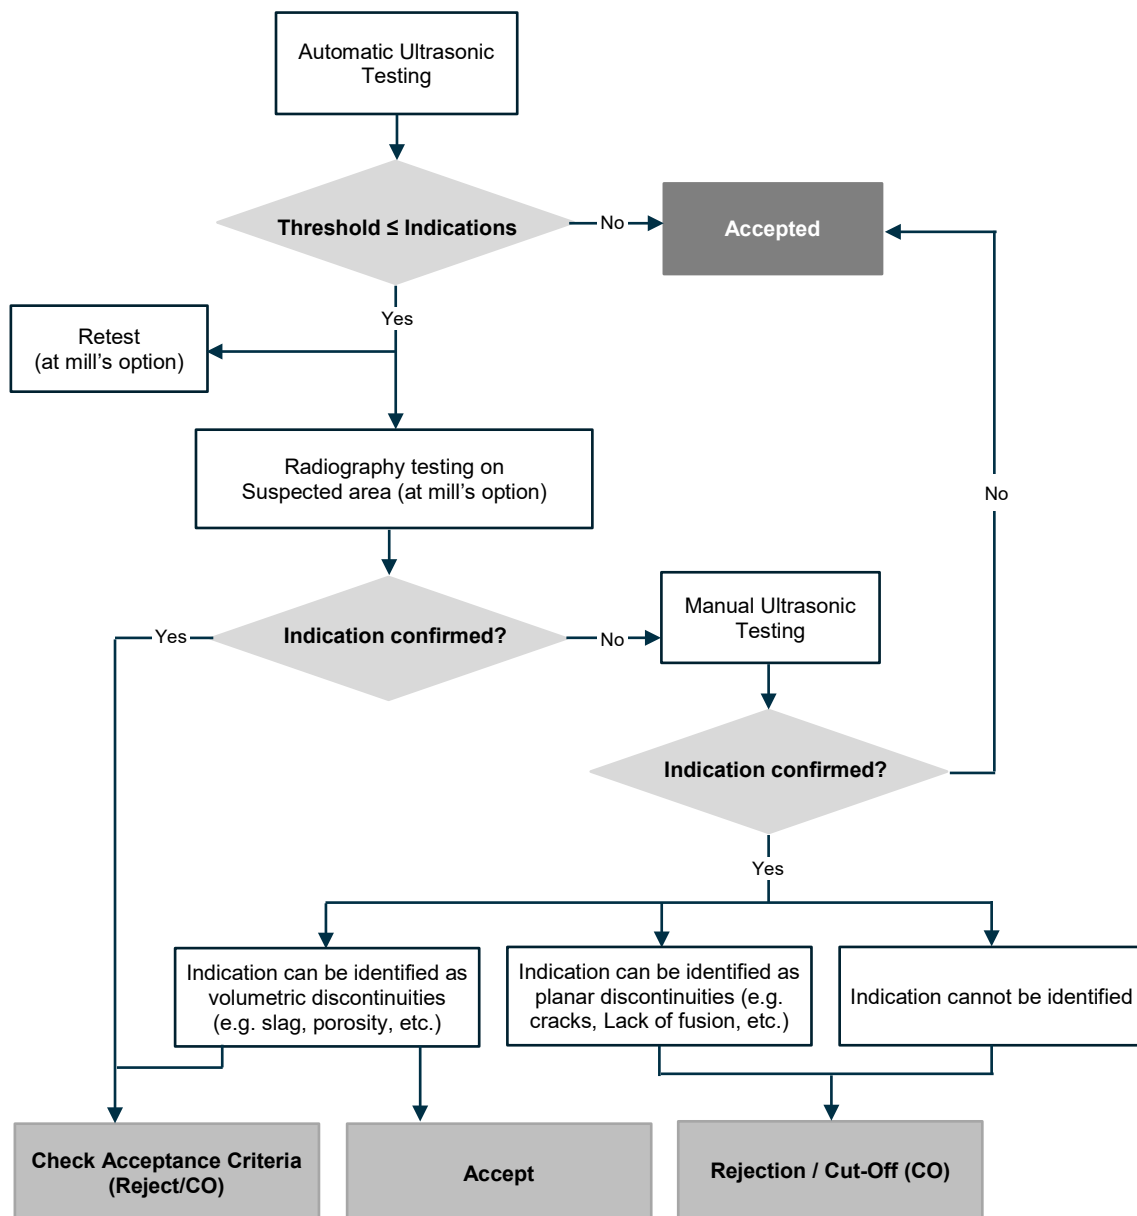 Automatic Ultrasonic
Testing
Threshold ≤ Indications
No
Accepted
Yes
Retest
(at mill's option)
Radiography testing on
Suspected area (at mill's option)
No
Indication confirmed?
Yes
No
Manual Ultrasonic
Testing
Indication confirmed?
Yes
Indication can be identified as
volumetric discontinuities
(e.g. slag, porosity, etc.)
Indication can be identified as
planar discontinuities (e.g.
cracks, Lack of fusion, etc.)
Indication cannot be identified
Check Acceptance Criteria
(Reject/CO)
Accept
Rejection / Cut-Off (CO)